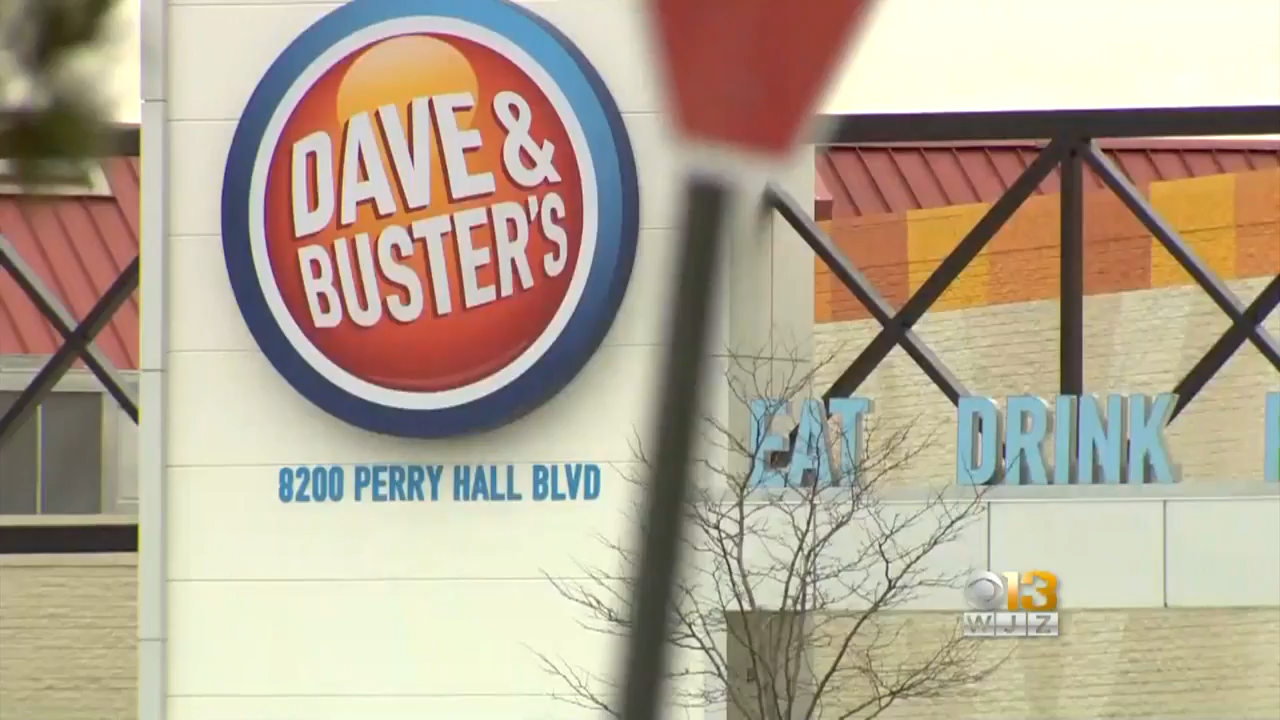 DAVE &
BUSTER'S
8200 PERRY HALL BLVD
EAT DRINK
13
WJZ